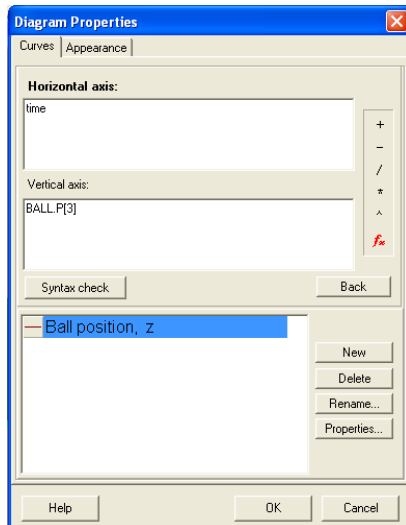 Diagram Properties
Curves Appearance
Horizontal axis:
time
+
-
/
*
^
fx
Vertical axis:
BALL.P[3]
Syntax check
Back
Ball position, z
New
Delete
Rename...
Properties...
Help
OK
Cancel